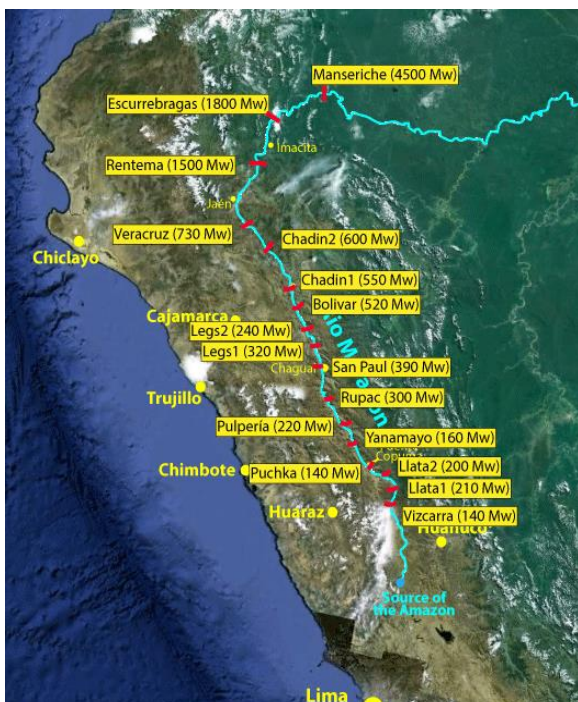 Manseriche (4500 Mw)
Escurrebragas (1800 Mw)
Imacita
Rentema (1500 Mw)
Jaén
Veracruz (730 Mw)
Chadin2 (600 Mw)
Chiclayo
Chadin1 (550 Mw)
Bolivar (520 Mw)
Cajamarca
Legs2 (240 Mw)
Legs1 (320 Mw)
Chagual
San Paul (390 Mw)
Trujillo
Rupac (300 Mw)
Pulpería (220 Mw)
Yanamayo (160 Mw)
Chimbote
Puchka (140 Mw)
Llata2 (200 Mw)
Llata1 (210 Mw)
Huaraz
Vizcarra (140 Mw)
Huánuco
Source of
the Amazon
Lima